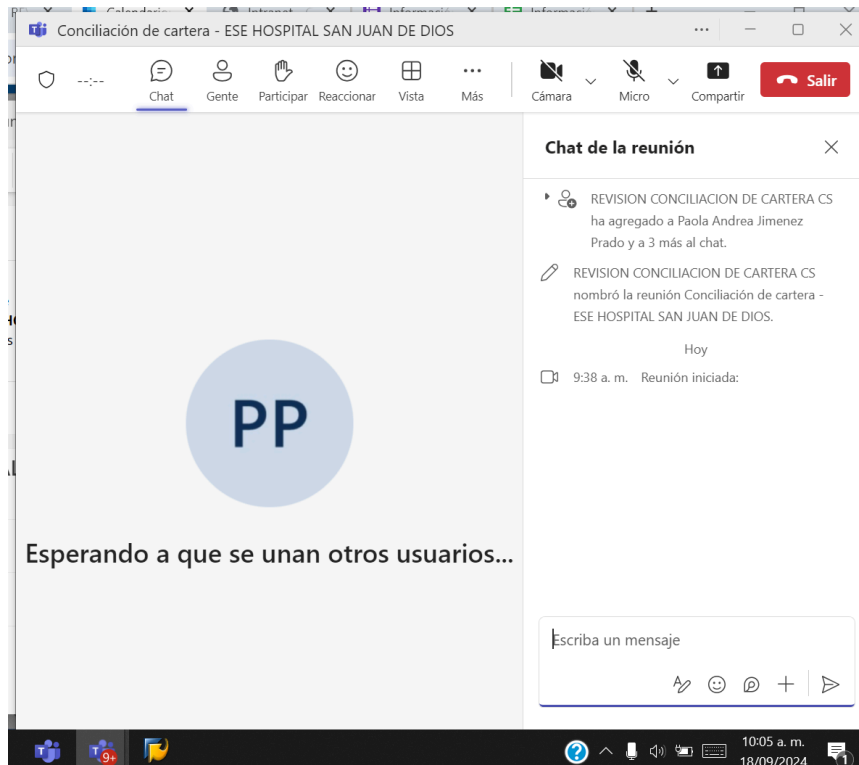 Conciliación de cartera - ESE HOSPITAL SAN JUAN DE DIOS
--:--
Chat
Gente
Participar
Reaccionar
Vista
Más
Cámara
Micro
Compartir
Salir
Chat de la reunión
REVISION CONCILIACION DE CARTERA CS
ha agregado a Paola Andrea Jimenez
Prado y a 3 más al chat.
REVISION CONCILIACION DE CARTERA CS
nombró la reunión Conciliación de cartera -
ESE HOSPITAL SAN JUAN DE DIOS.
Hoy
9:38 a. m. Reunión iniciada:
PP
Esperando a que se unan otros usuarios...
Escriba un mensaje
9+
10:05 a. m.
18/09/2024
1